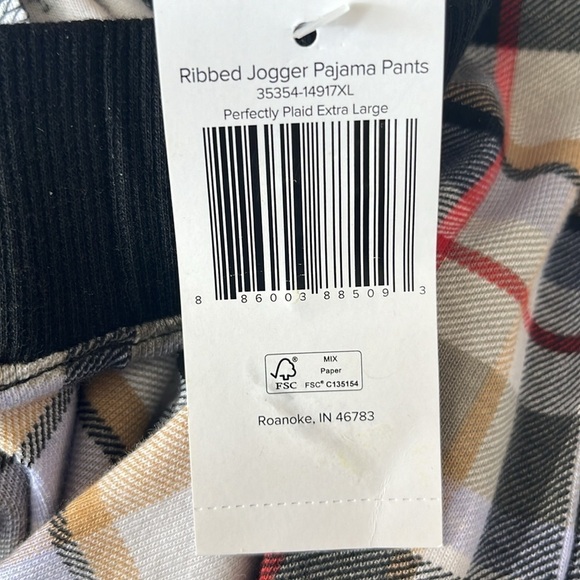 Ribbed Jogger Pajama Pants
35354-14917XL
Perfectly Plaid Extra Large
8 86003 88509 3
FSC®
MIX
Paper
FSC® C135154
Roanoke, IN 46783